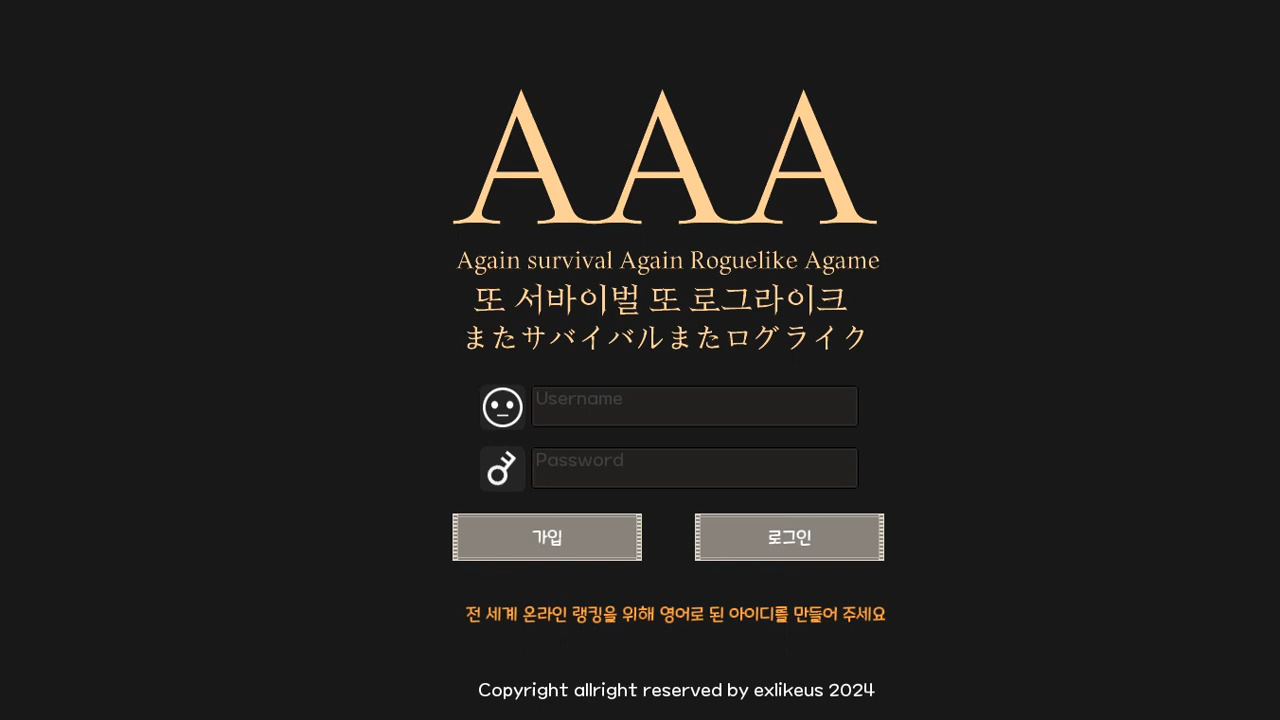 AAA
Again survival Again Roguelike Agame
또 서바이벌 또 로그라이크
またサバイバルまたログライク
Username
Password
가입
로그인
전 세계 온라인 랭킹을 위해 영어로 된 아이디를 만들어 주세요
Copyright allright reserved by exlikeus 2024